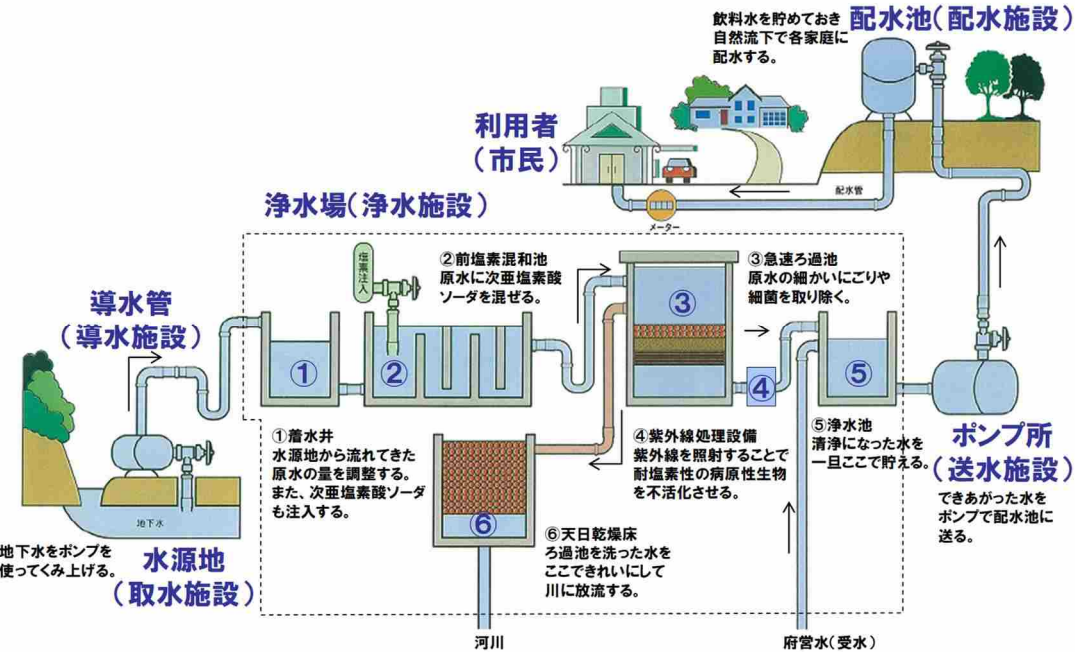 飲料水を貯めておき
自然流下で各家庭に
配水する。
配水池(配水施設)
利用者
(市民)
配水管
メーター
浄水場(浄水施設)
塩素注入
②前塩素混和池
原水に次亜塩素酸
ソーダを混ぜる。
③急速ろ過池
原水の細かいにごりや
細菌を取り除く。
導水管
(導水施設)
①
②
③
④
⑤
①着水井
水源地から流れてきた
原水の量を調整する。
また、次亜塩素酸ソーダ
も注入する。
④紫外線処理設備
紫外線を照射することで
耐塩素性の病原性生物
を不活化させる。
⑤浄水池
清浄になった水を
一旦ここで貯える。
ポンプ所
(送水施設)
できあがった水を
ポンプで配水池に
送る。
地下水
地下水をポンプを
使ってくみ上げる。
水源地
(取水施設)
⑥
⑥天日乾燥床
ろ過池を洗った水を
ここできれいにして
川に放流する。
河川
府営水(受水)